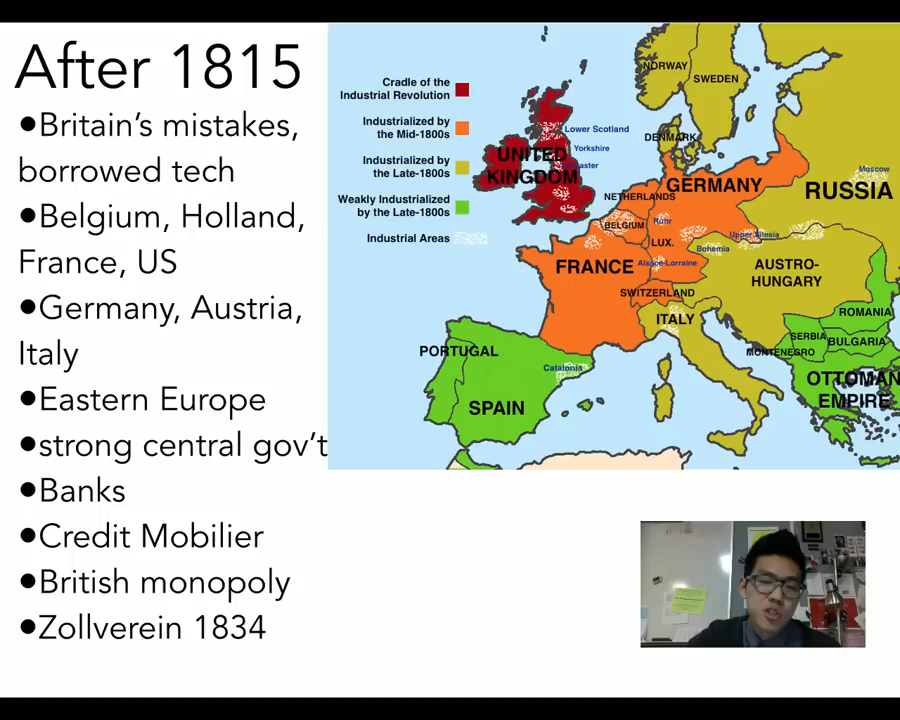 After 1815
●Britain's mistakes,
borrowed tech
●Belgium, Holland,
France, US
●Germany, Austria,
Italy
●Eastern Europe
●strong central gov't
●Banks
●Credit Mobilier
●British monopoly
●Zollverein 1834
Cradle of the
Industrial Revolution
Industrialized by
the Mid-1800s
Industrialized by
the Late-1800s
Weakly Industrialized
by the Late-1800s
Industrial Areas
NORWAY
SWEDEN
Lower Scotland
DENMARK
Yorkshire
UNITED
KINGDOM
Moscow
RUSSIA
GERMANY
NETHERLANDS
BELGIUM
Ruhr
LUX.
Upper Silesia
Bohemia
Alsace-Lorraine
FRANCE
AUSTRO-
HUNGARY
SWITZERLAND
ITALY
ROMANIA
SERBIA
BULGARIA
MONTENEGRO
PORTUGAL
Catalonia
SPAIN
OTTOMAN
EMPIRE